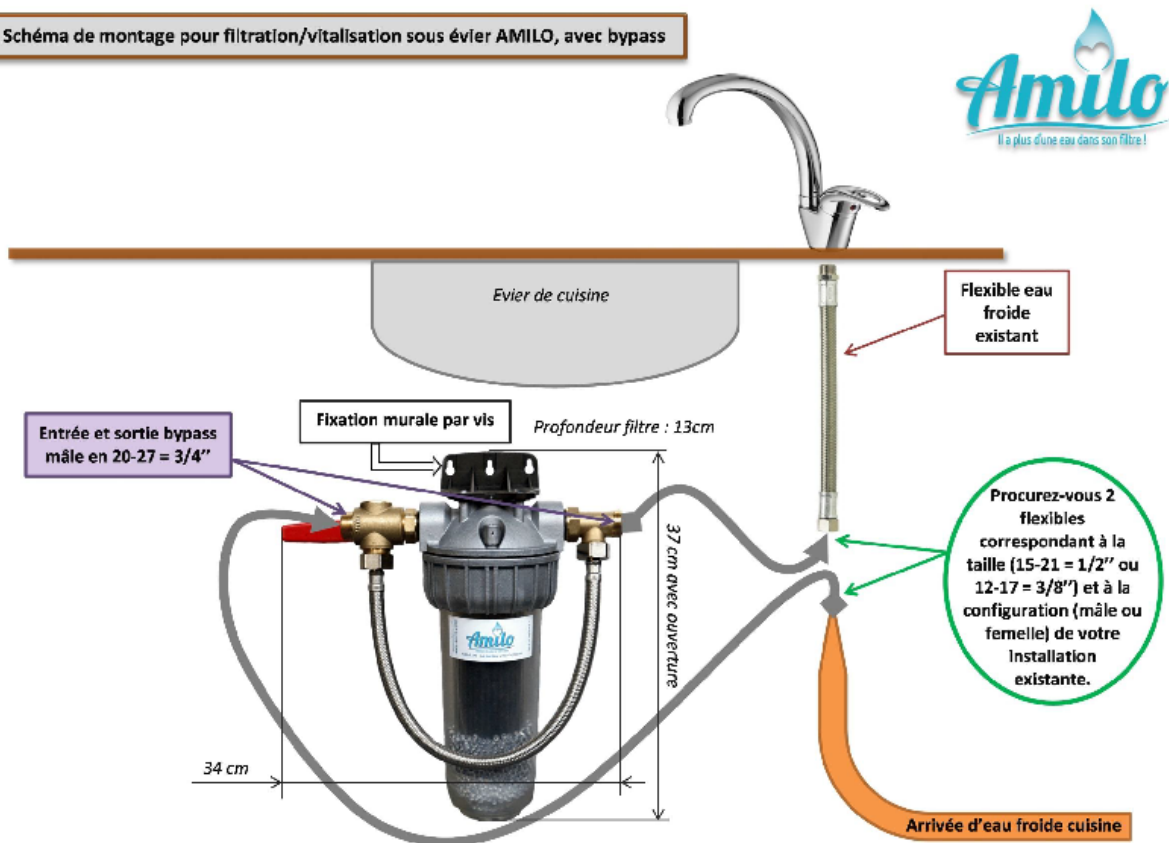 Schéma de montage pour filtration/vitalisation sous évier AMILO, avec bypass
Amilo
Il a plus d'une eau dans son filtre !
Evier de cuisine
Flexible eau
froide
existant
Entrée et sortie bypass
mâle en 20-27 = 3/4''
Fixation murale par vis
Profondeur filtre : 13cm
37 cm avec ouverture
Procurez-vous 2
flexibles
correspondant à la
taille (15-21 = 1/2'' ou
12-17 = 3/8'') et à la
configuration (mâle ou
femelle) de votre
installation
existante.
Amilo
34 cm
Arrivée d'eau froide cuisine